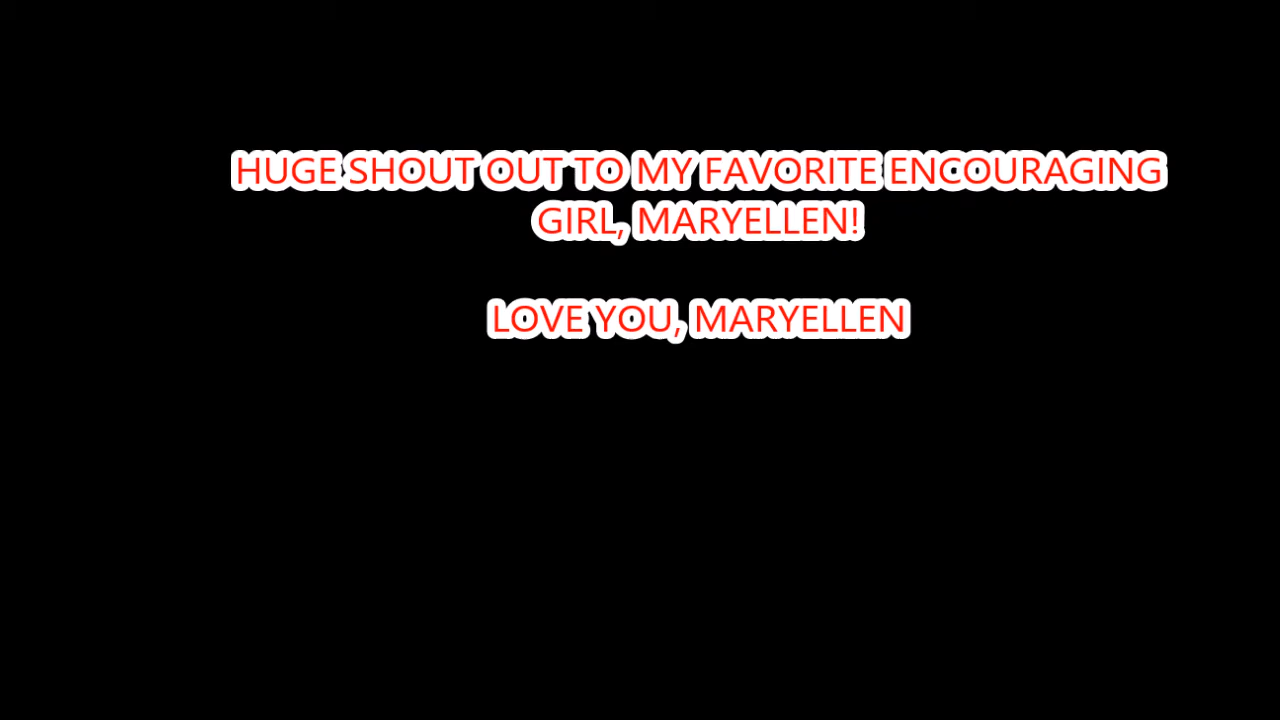 HUGE SHOUT OUT TO MY FAVORITE ENCOURAGING
GIRL, MARYELLEN!
LOVE YOU, MARYELLEN